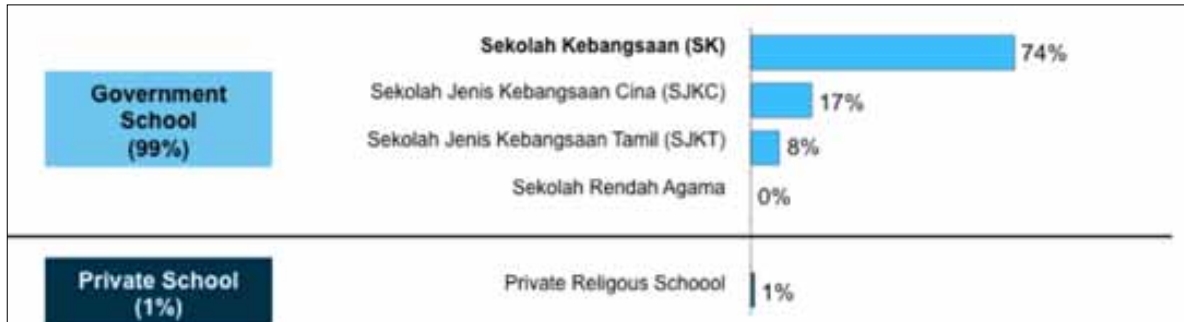 Government
School
(99%)
Sekolah Kebangsaan (SK)
74%
Sekolah Jenis Kebangsaan Cina (SJKC)
17%
Sekolah Jenis Kebangsaan Tamil (SJKT)
8%
Sekolah Rendah Agama
0%
Private School
(1%)
Private Religous Schoool
1%